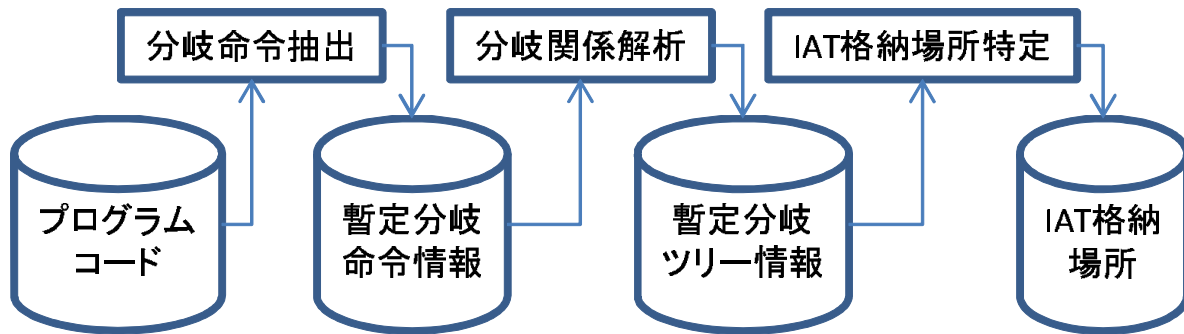 分岐命令抽出
分岐関係解析
IAT格納場所特定
プログラム
コード
暫定分岐
命令情報
暫定分岐
ツリー情報
IAT格納
場所